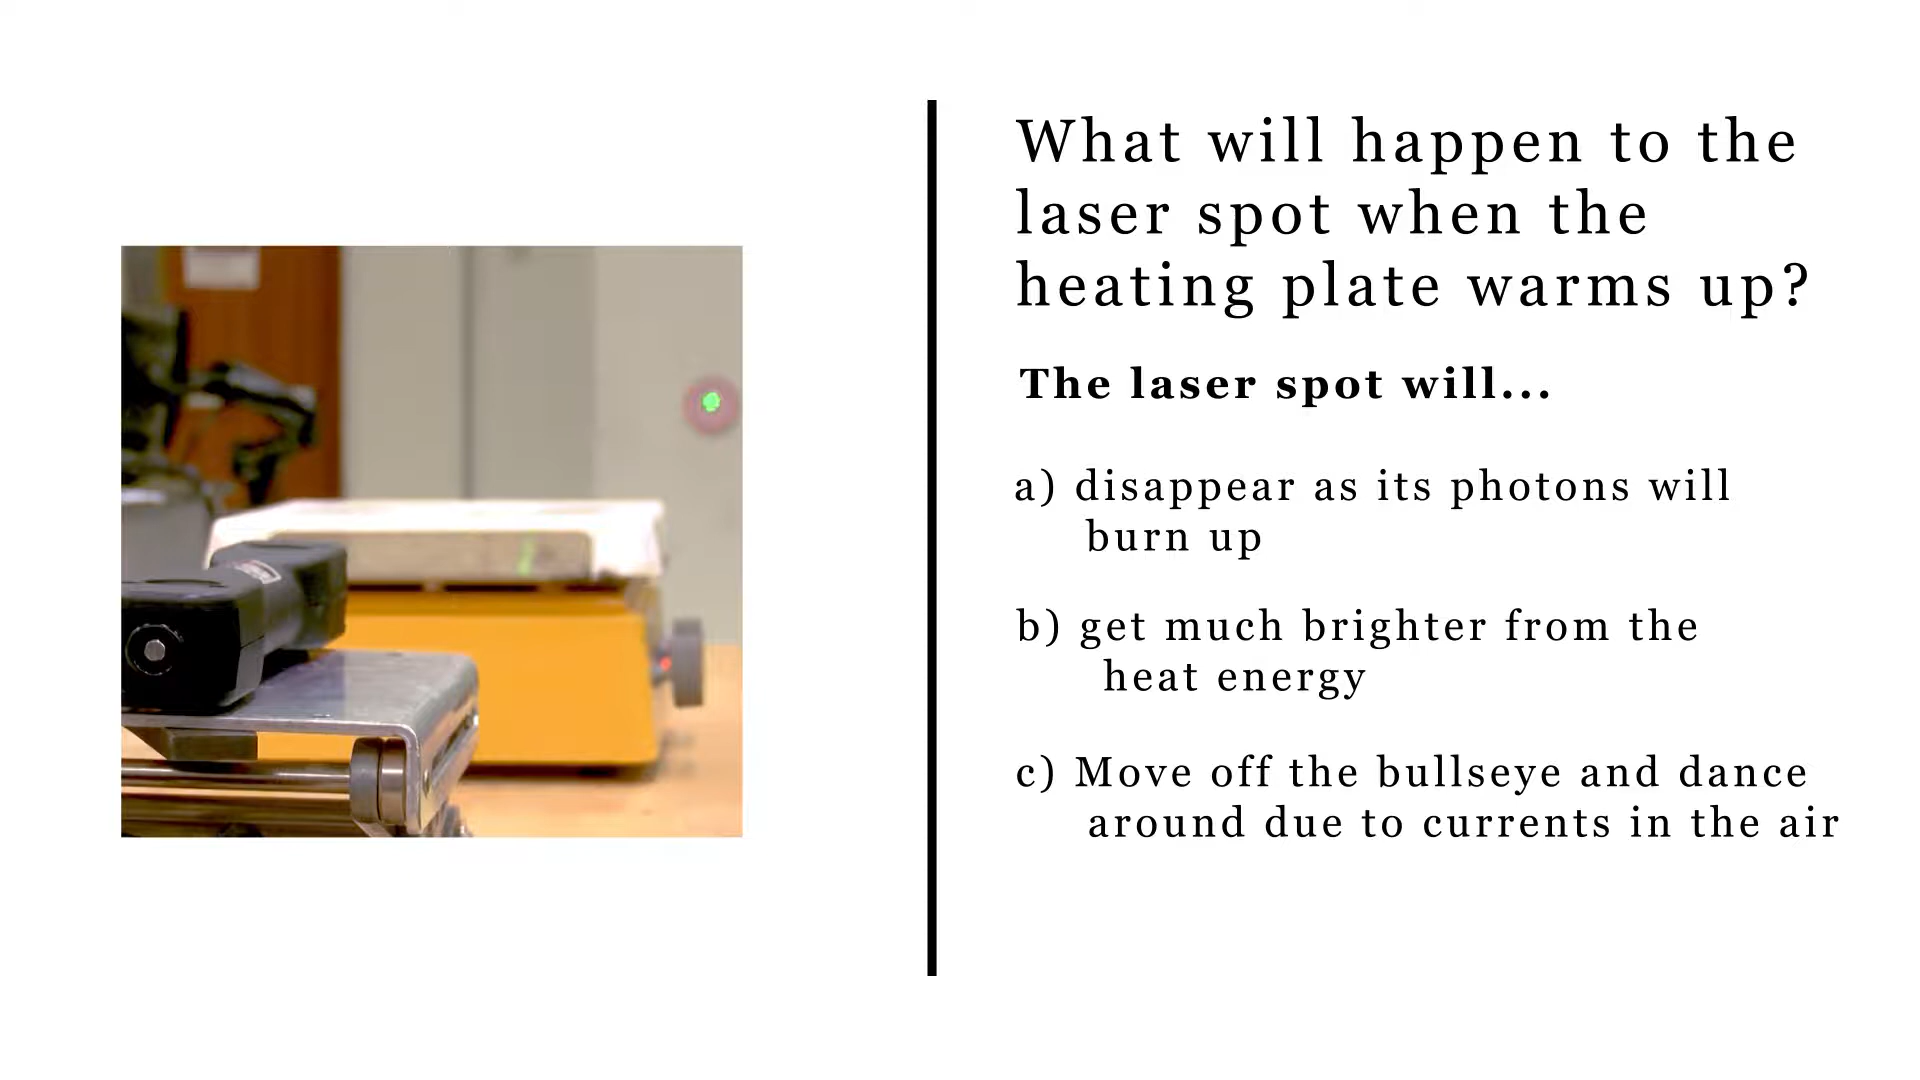 What will happen to the
laser spot when the
heating plate warms up?
The laser spot will...
a) disappear as its photons will
burn up
b) get much brighter from the
heat energy
c) Move off the bullseye and dance
around due to currents in the air